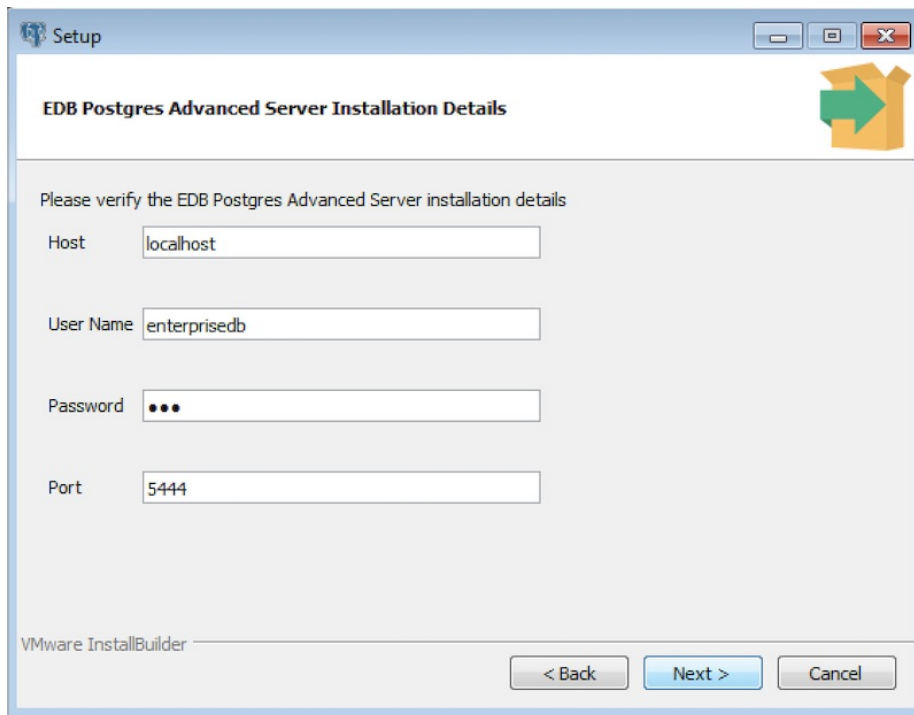 Setup
EDB Postgres Advanced Server Installation Details
Please verify the EDB Postgres Advanced Server installation details
Host localhost
User Name enterprisedb
Password •••
Port 5444
VMware InstallBuilder
< Back Next > Cancel